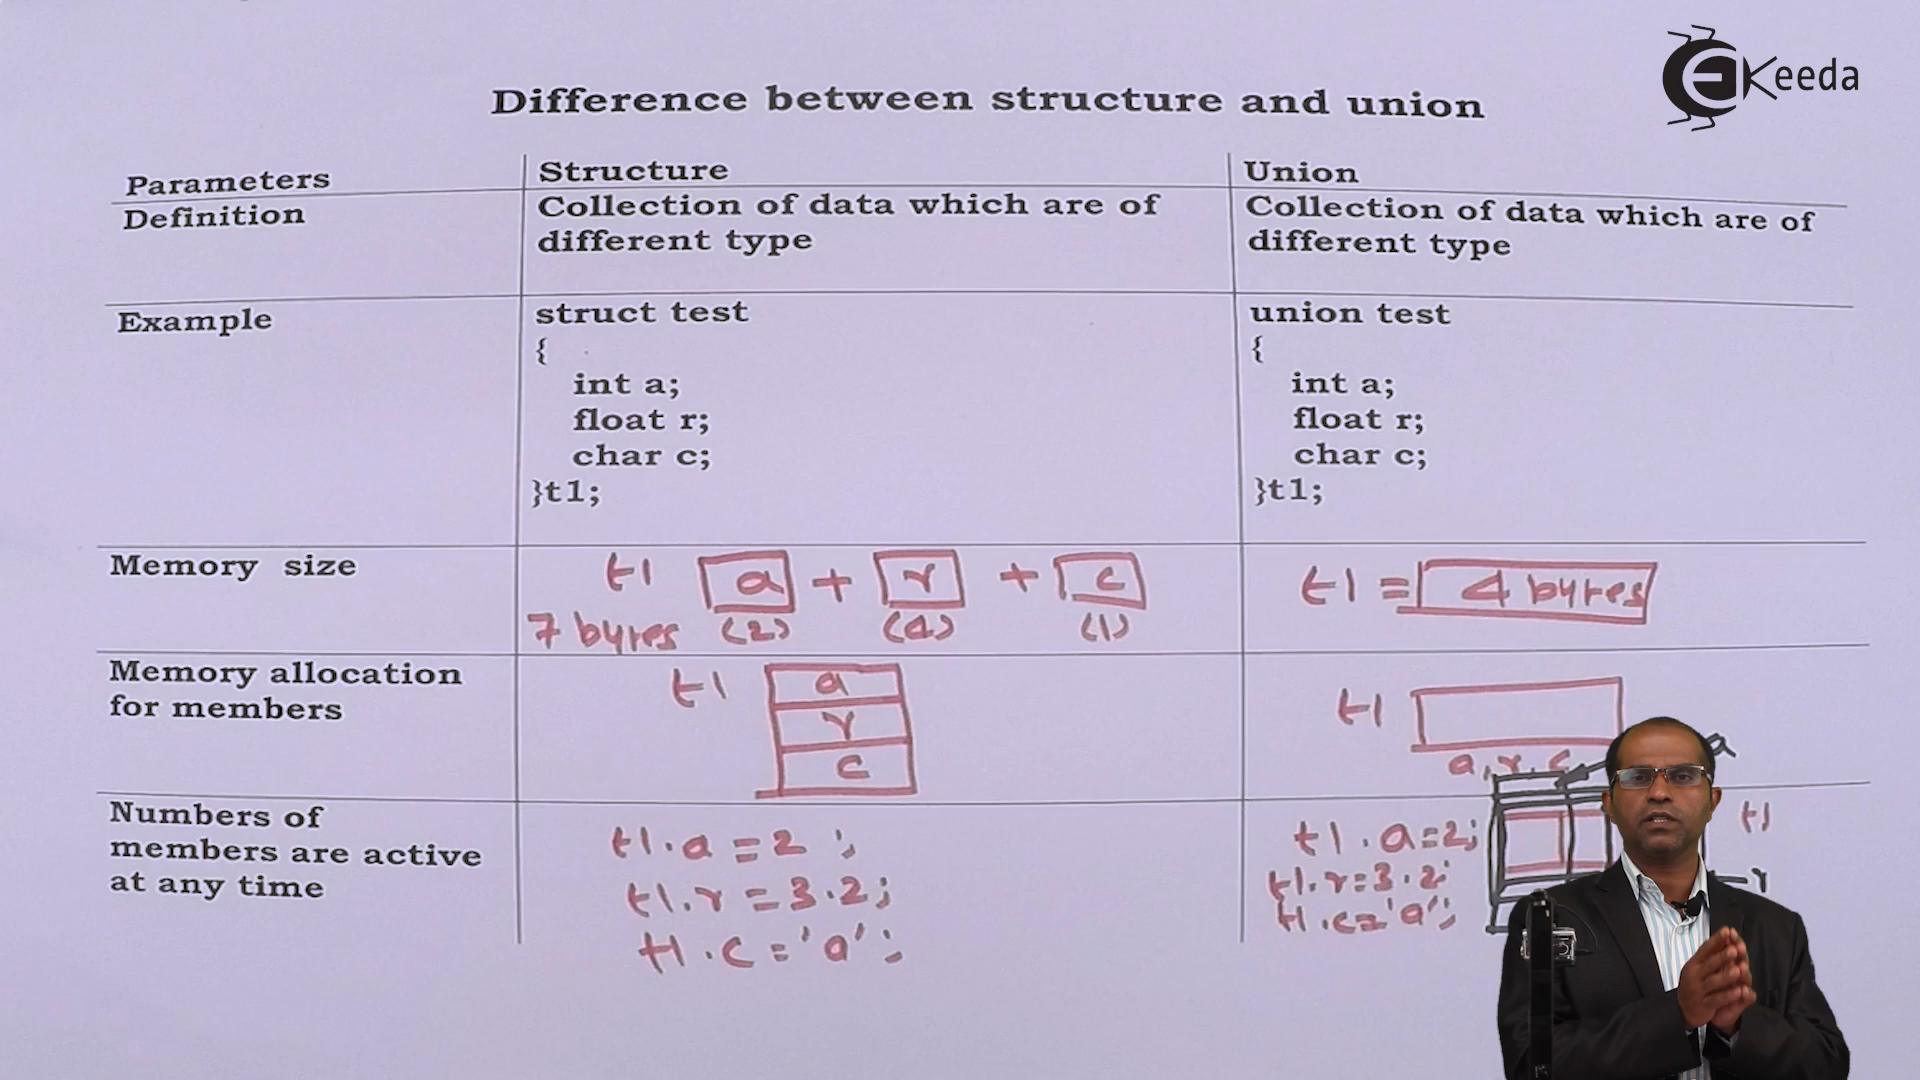 EKeeda
Difference between structure and union
Parameters Structure Union
Definition Collection of data which are of different type Collection of data which are of different type
Example struct test
{
int a;
float r;
char c;
}t1;
union test
{
int a;
float r;
char c;
}t1;
Memory size t1 a + r + c
7 bytes (2) (4) (1)
t1 = 4 bytes
Memory allocation
for members
t1 a
r
c
t1
a, r, c
a
Numbers of
members are active
at any time
t1.a = 2 ;
t1.r = 3.2;
t1.c = 'a' ;
t1.a=2;
t1.r=3.2;
t1.c='a';
t1
r